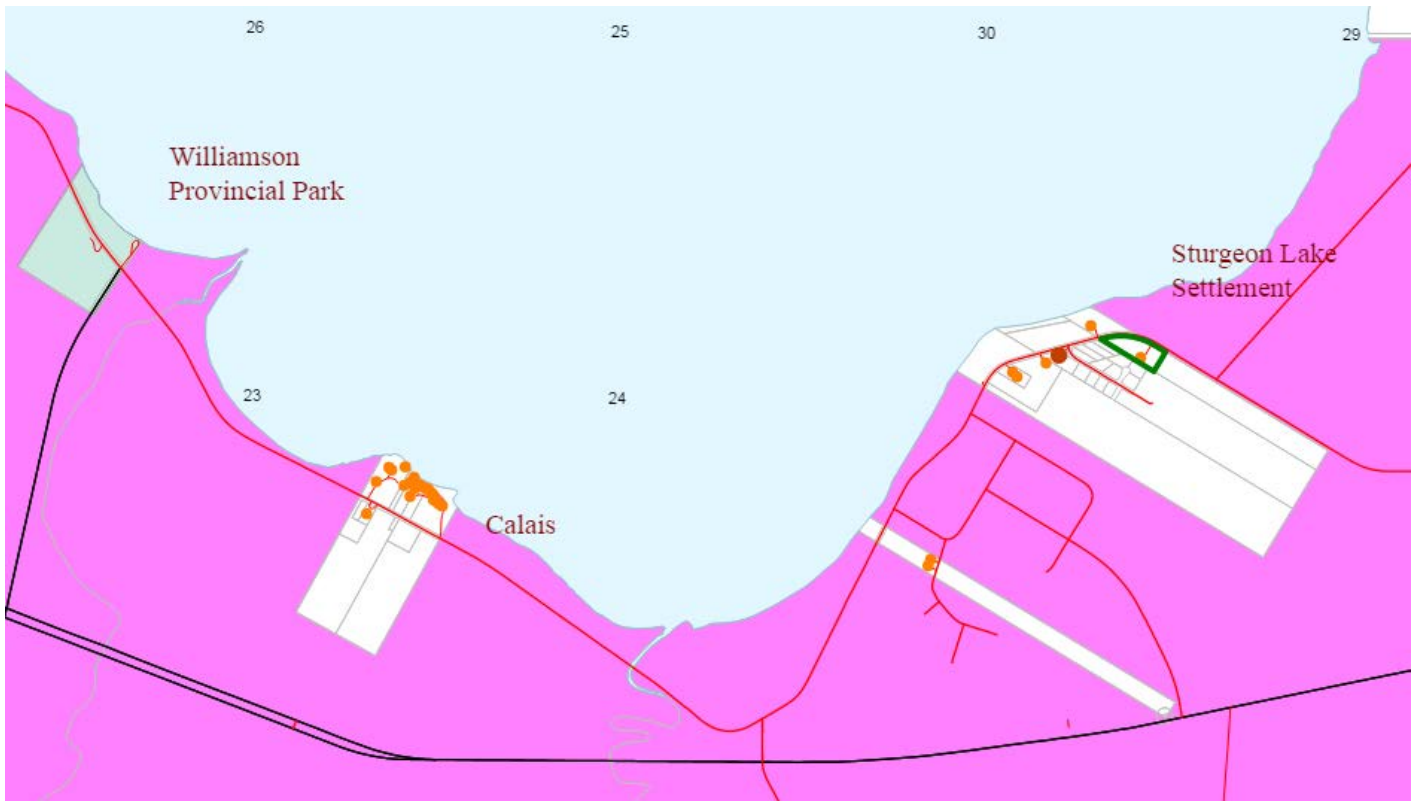 26
25
30
29
Williamson
Provincial Park
Sturgeon Lake
Settlement
23
24
Calais